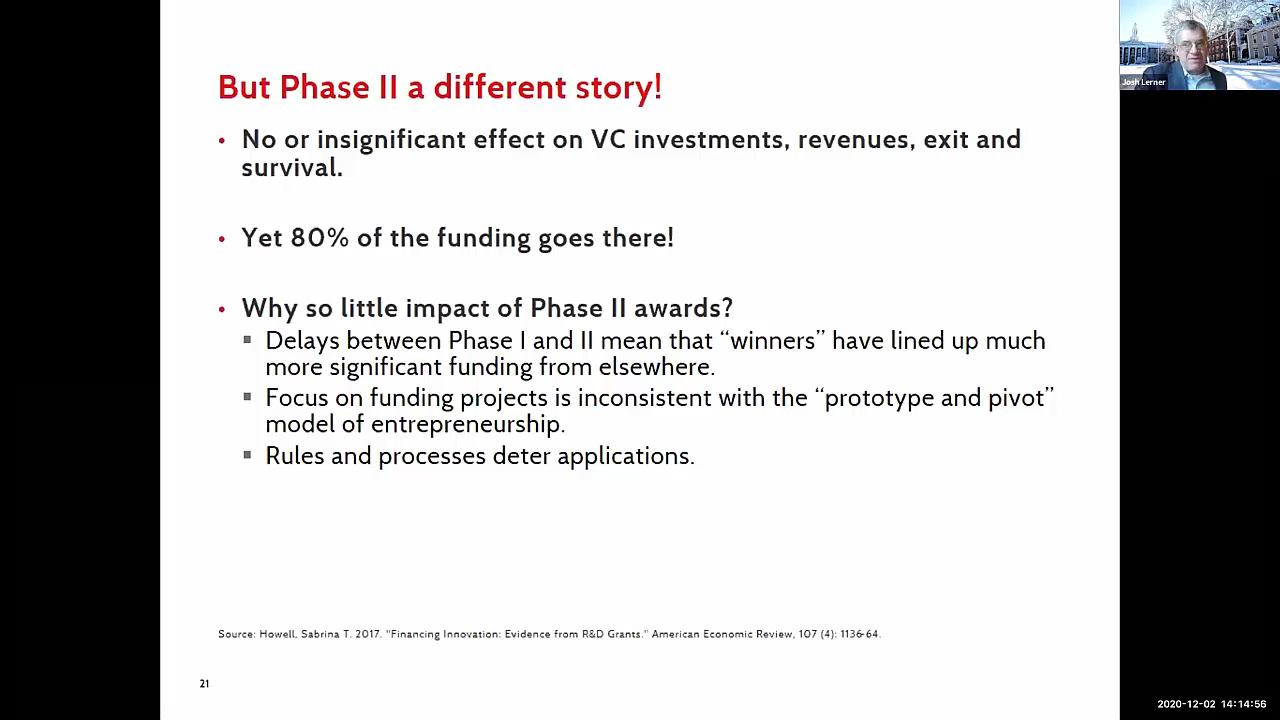 But Phase II a different story!
• No or insignificant effect on VC investments, revenues, exit and
survival.
• Yet 80% of the funding goes there!
• Why so little impact of Phase II awards?
▪ Delays between Phase I and II mean that “winners” have lined up much
more significant funding from elsewhere.
▪ Focus on funding projects is inconsistent with the “prototype and pivot”
model of entrepreneurship.
▪ Rules and processes deter applications.
Source: Howell, Sabrina T. 2017. "Financing Innovation: Evidence from R&D Grants." American Economic Review, 107 (4): 1136-64.
21
Josh Lerner
2020-12-02 14:14:56